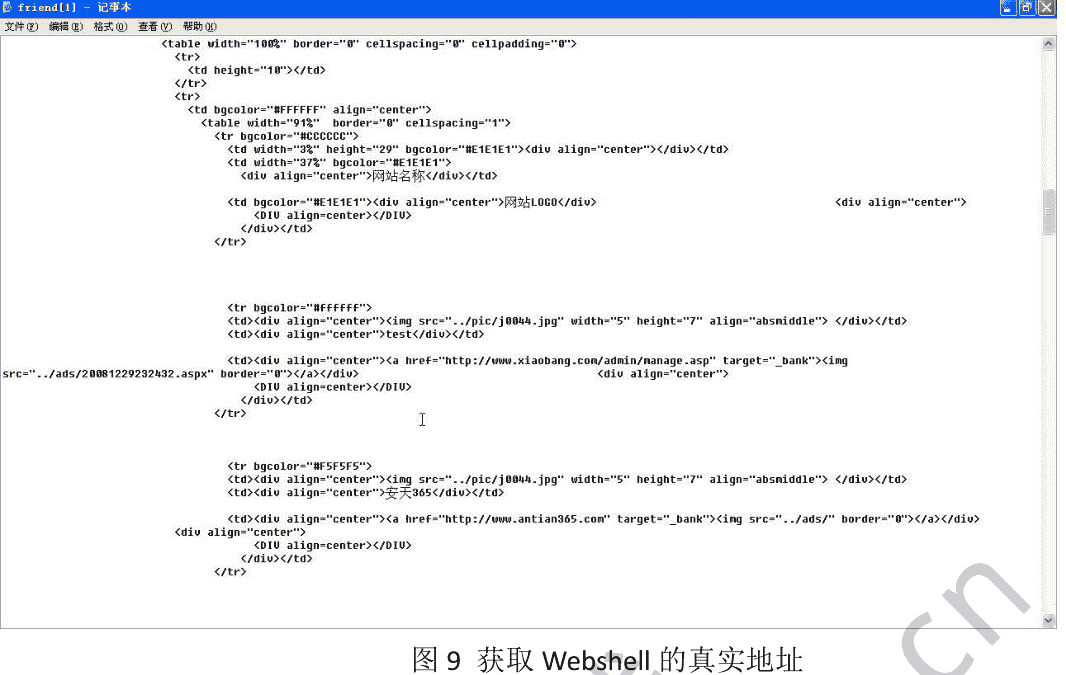 friend[1] - 记事本
文件(F) 编辑(E) 格式(O) 查看(V) 帮助(H)
<table width="100%" border="0" cellspacing="0" cellpadding="0">
<tr>
<td height="10"></td>
</tr>
<tr>
<td bgcolor="#FFFFFF" align="center">
<table width="91%"  border="0" cellspacing="1">
<tr bgcolor="#CCCCCC">
<td width="3%" height="29" bgcolor="#E1E1E1"><div align="center"></div></td>
<td width="37%" bgcolor="#E1E1E1">
<div align="center">网站名称</div></td>
<td bgcolor="#E1E1E1"><div align="center">网站LOGO</div> <div align="center">
<DIV align=center></DIV>
</div></td>
</tr>
<tr bgcolor="#ffffff">
<td><div align="center"><img src="../pic/j0044.jpg" width="5" height="7" align="absmiddle"> </div></td>
<td><div align="center">test</div></td>
<td><div align="center"><a href="http://www.xiaobang.com/admin/manage.asp" target="_bank"><img
src="../ads/20081229232432.aspx" border="0"></a></div> <div align="center">
<DIV align=center></DIV>
</div></td>
</tr>
<tr bgcolor="#F5F5F5">
<td><div align="center"><img src="../pic/j0044.jpg" width="5" height="7" align="absmiddle"> </div></td>
<td><div align="center">安天365</div></td>
<td><div align="center"><a href="http://www.antian365.com" target="_bank"><img src="../ads/" border="0"></a></div>
<div align="center">
<DIV align=center></DIV>
</div></td>
</tr>
图 9 获取 Webshell 的真实地址
cn